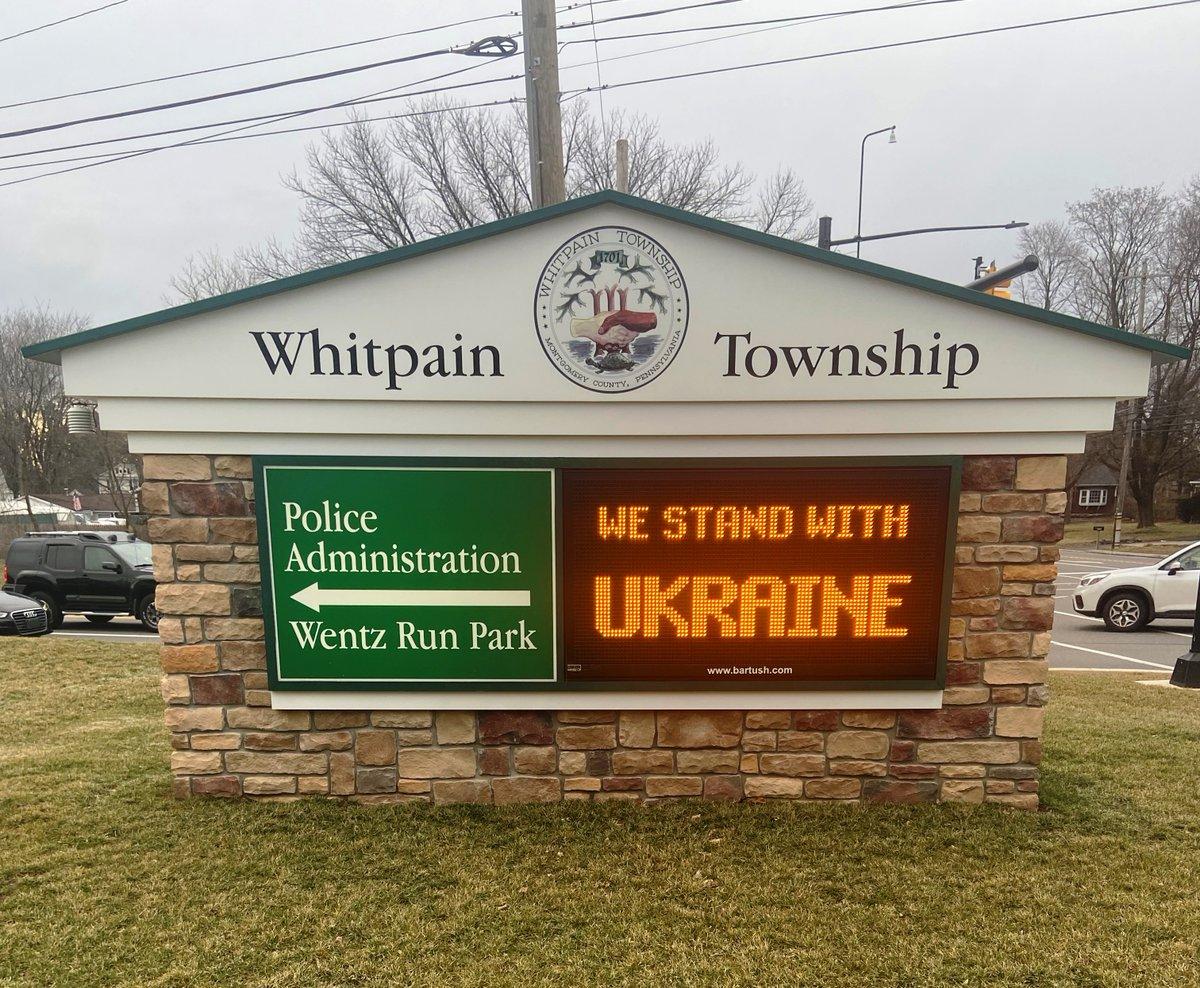 WHITPAIN TOWNSHIP
1701
MONTGOMERY COUNTY, PENNSYLVANIA
Whitpain Township
Police
Administration
Wentz Run Park
WE STAND WITH
UKRAINE
www.bartush.com